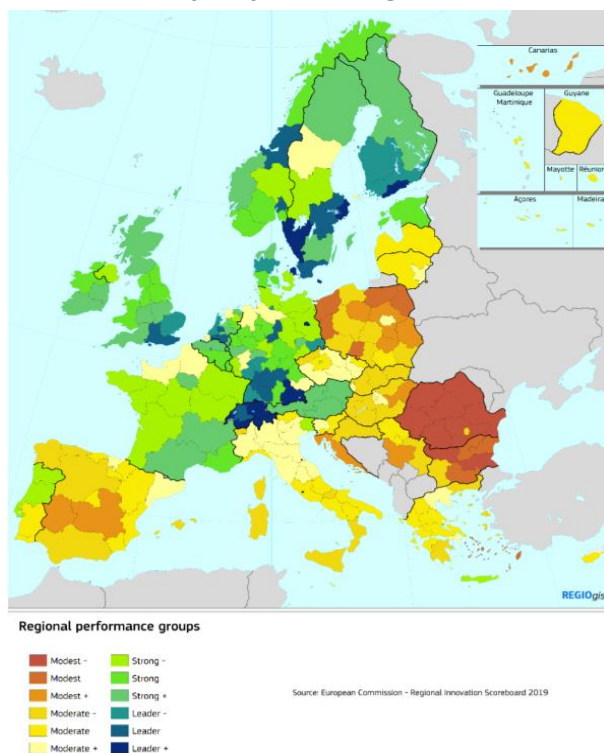 Canarias
Guadeloupe
Martinique
Guyane
Mayotte
Réunion
Açores
Madeira
REGIOgis
Regional performance groups
Modest -
Modest
Modest +
Moderate -
Moderate
Moderate +
Strong -
Strong
Strong +
Leader -
Leader
Leader +
Source: European Commission - Regional Innovation Scoreboard 2019